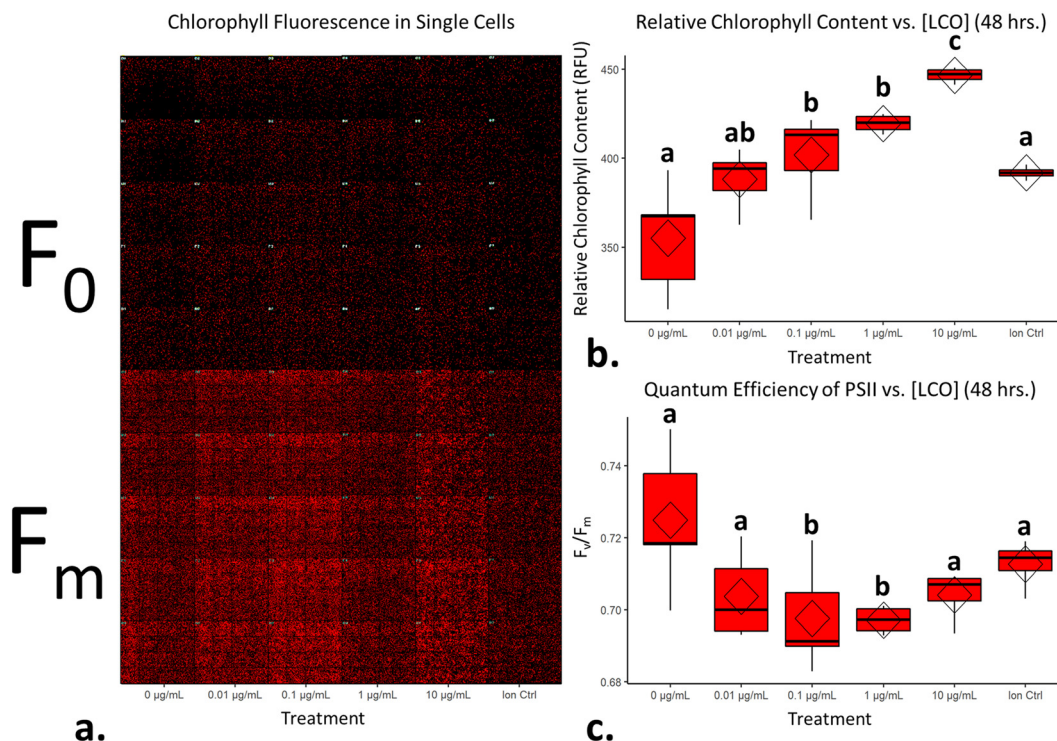 Chlorophyll Fluorescence in Single Cells
F0
Fm
0 µg/mL 0.01 µg/mL 0.1 µg/mL 1 µg/mL 10 µg/mL Ion Ctrl
Treatment
a.
Relative Chlorophyll Content vs. [LCO] (48 hrs.)
Relative Chlorophyll Content (RFU)
450
400
350
a ab b b c a
0 µg/mL 0.01 µg/mL 0.1 µg/mL 1 µg/mL 10 µg/mL Ion Ctrl
Treatment
b.
Quantum Efficiency of PSII vs. [LCO] (48 hrs.)
Fv/Fm
0.74
0.72
0.70
0.68
a a b b a a
0 µg/mL 0.01 µg/mL 0.1 µg/mL 1 µg/mL 10 µg/mL Ion Ctrl
Treatment
c.